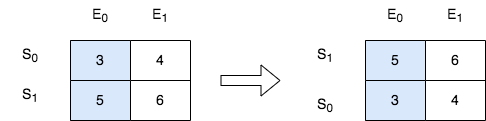 E₀ E₁ E₀ E₁
S₀ 3 4 S₁ 5 6
S₁ 5 6 S₀ 3 4